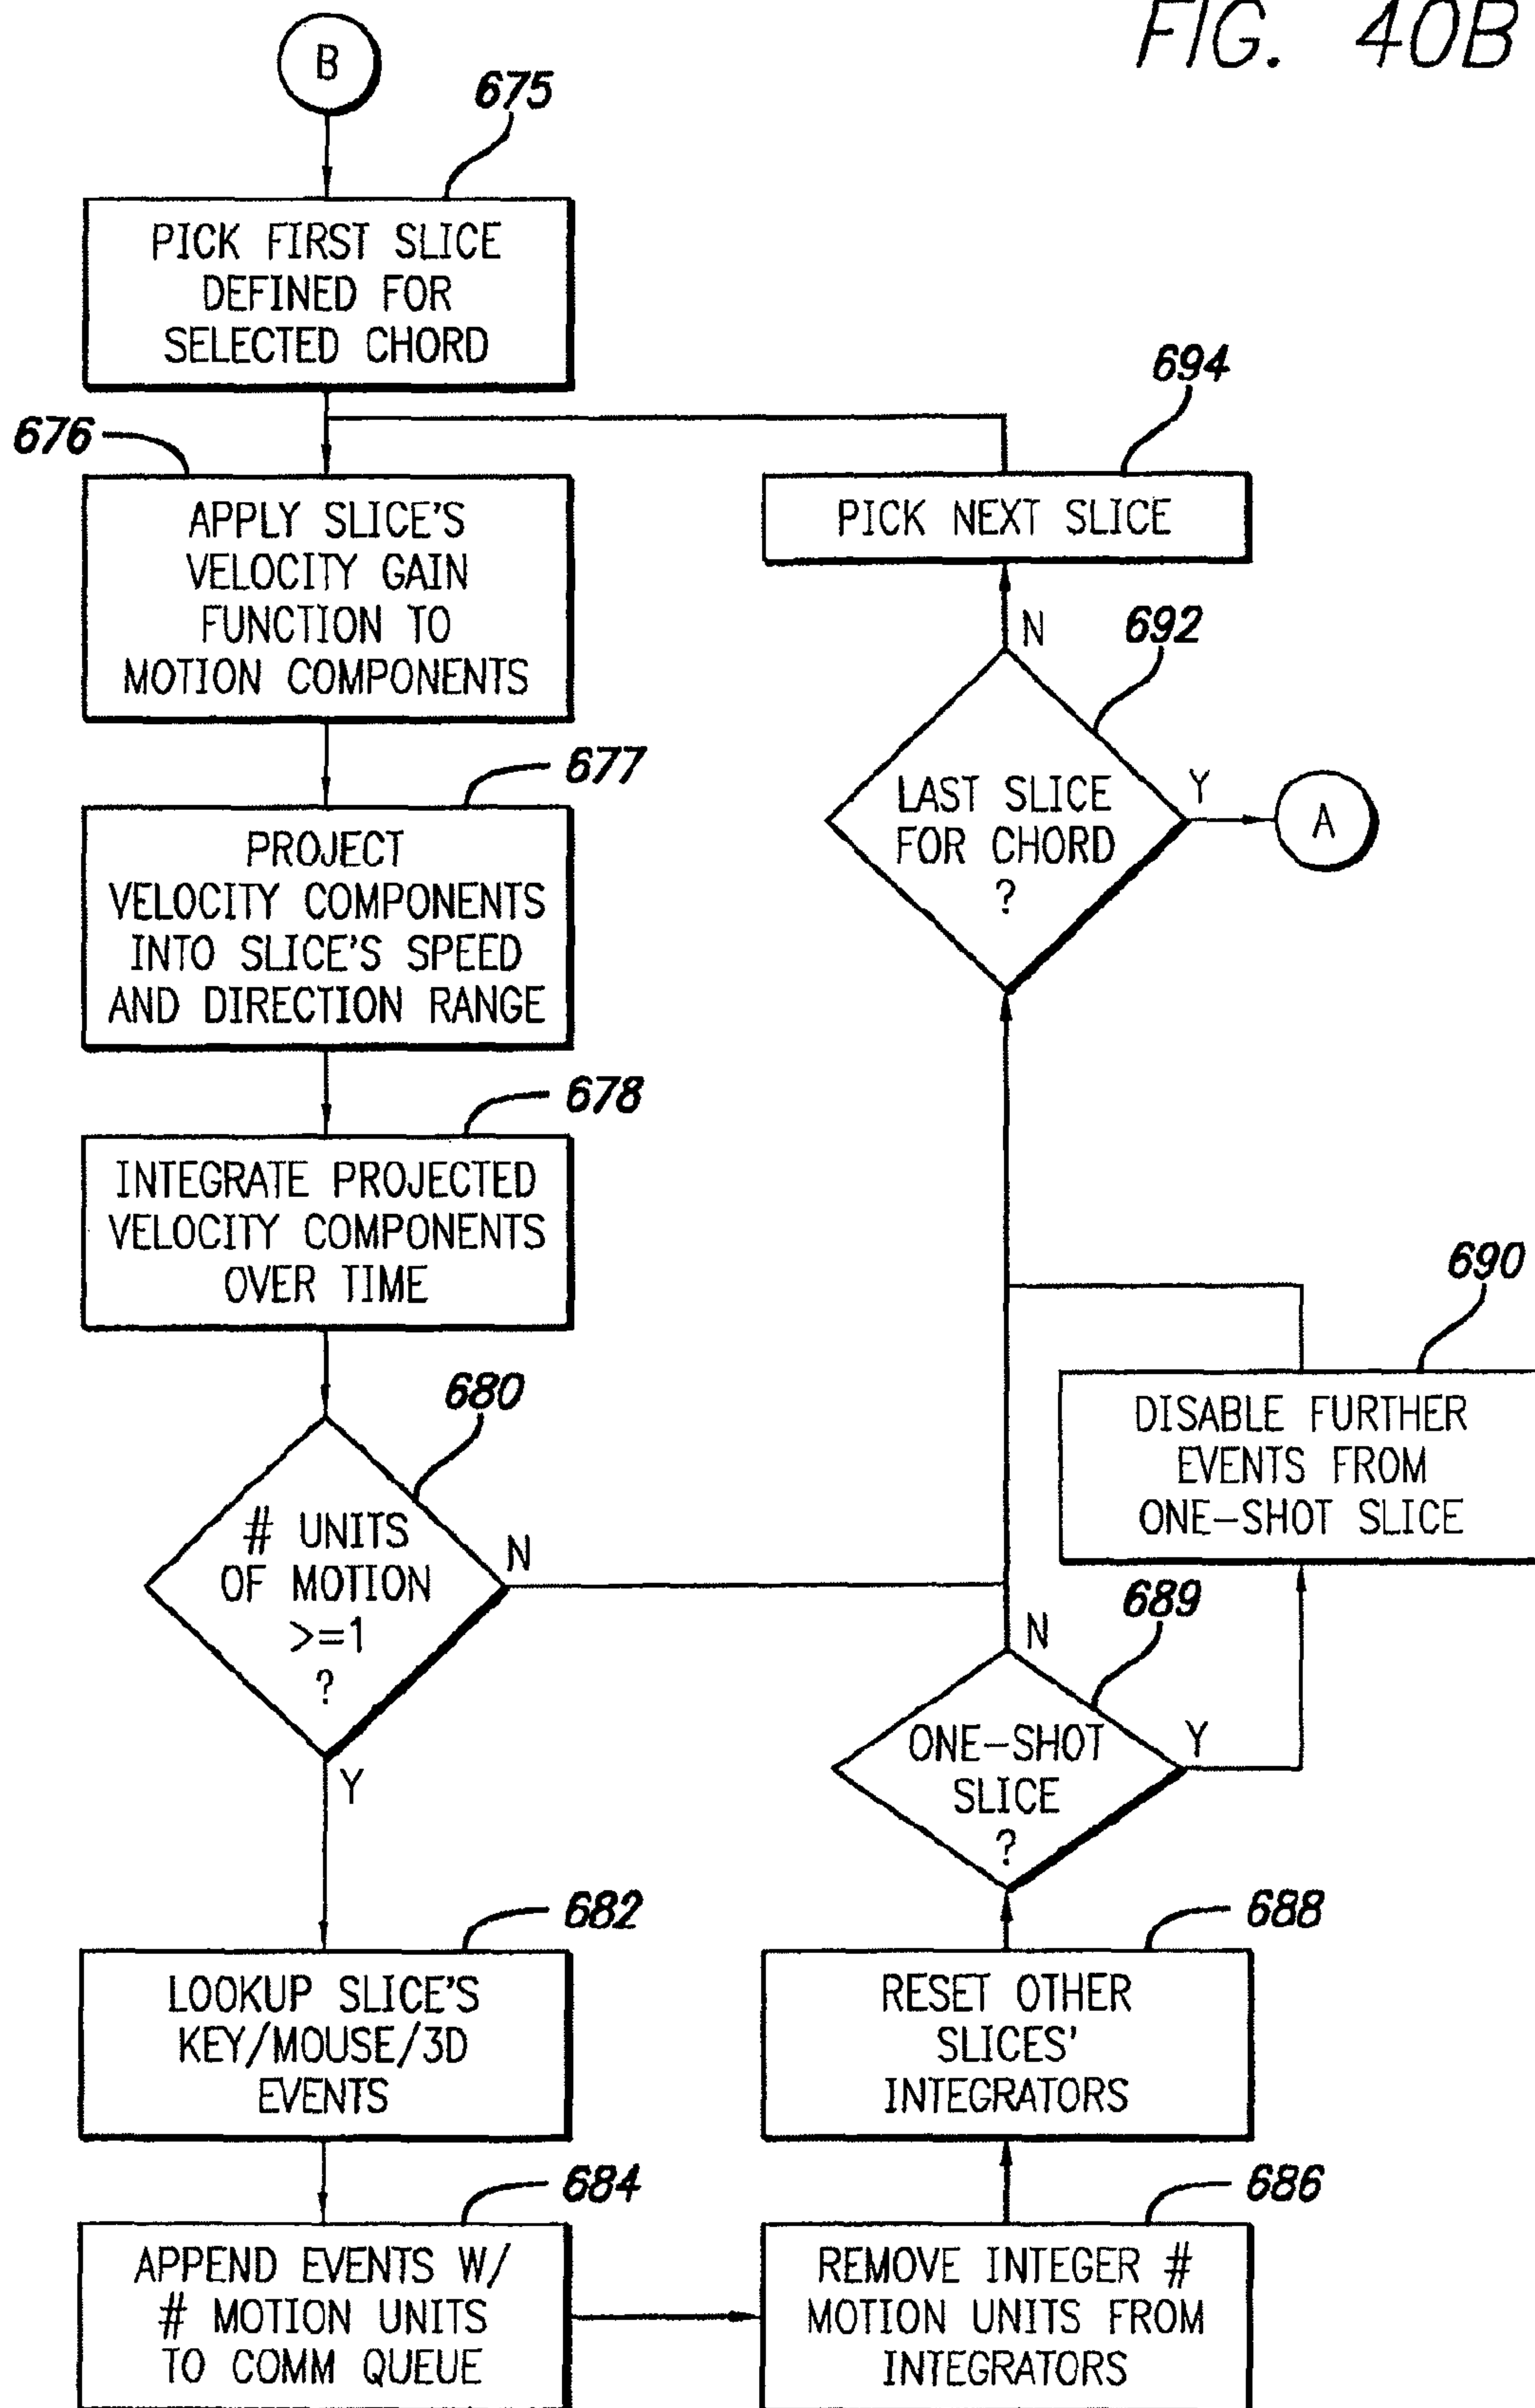 FIG. 40B
B
675
PICK FIRST SLICE
DEFINED FOR
SELECTED CHORD
676
APPLY SLICE'S
VELOCITY GAIN
FUNCTION TO
MOTION COMPONENTS
677
PROJECT
VELOCITY COMPONENTS
INTO SLICE'S SPEED
AND DIRECTION RANGE
678
INTEGRATE PROJECTED
VELOCITY COMPONENTS
OVER TIME
680
# UNITS
OF MOTION
>=1
?
N
Y
682
LOOKUP SLICE'S
KEY/MOUSE/3D
EVENTS
684
APPEND EVENTS W/
# MOTION UNITS
TO COMM QUEUE
686
REMOVE INTEGER #
MOTION UNITS FROM
INTEGRATORS
688
RESET OTHER
SLICES'
INTEGRATORS
689
ONE-SHOT
SLICE
?
N
Y
690
DISABLE FURTHER
EVENTS FROM
ONE-SHOT SLICE
692
LAST SLICE
FOR CHORD
?
N
Y
A
694
PICK NEXT SLICE